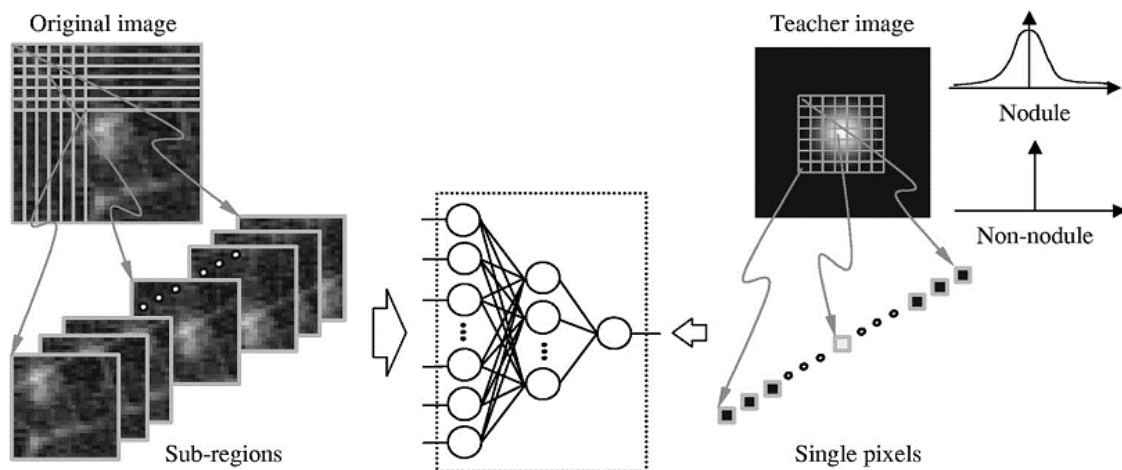 Original image
Teacher image
Nodule
Non-nodule
Sub-regions
Single pixels